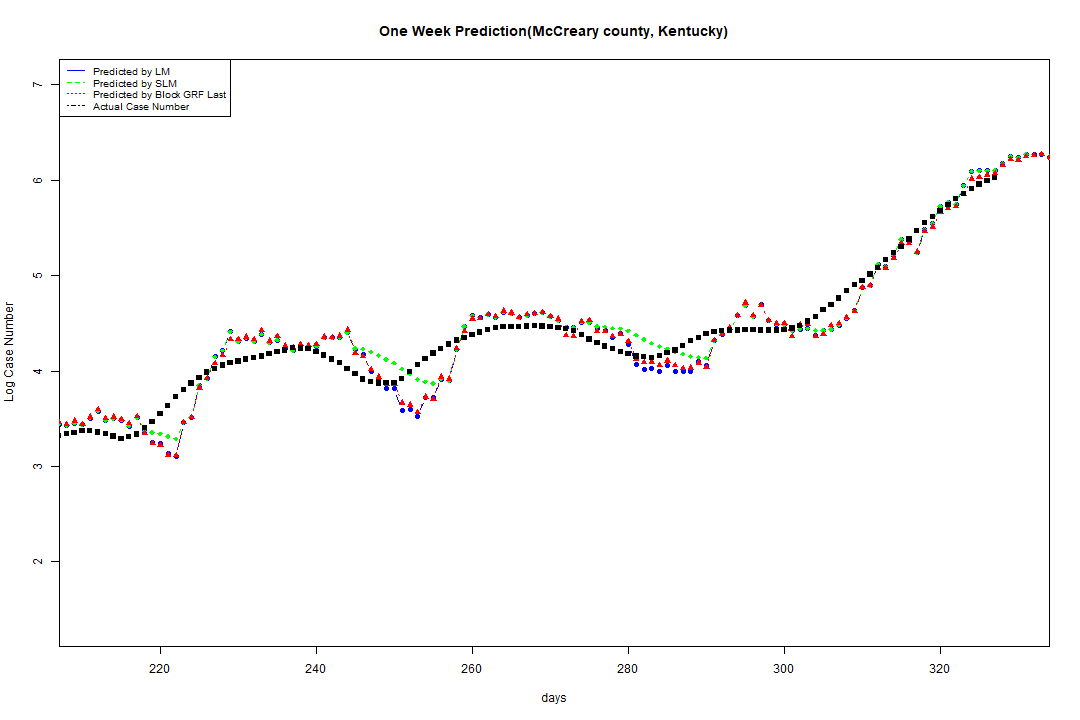 One Week Prediction(McCreary county, Kentucky)
Predicted by LM
Predicted by SLM
Predicted by Block GRF Last
Actual Case Number
7
6
5
4
3
2
Log Case Number
220 240 260 280 300 320
days